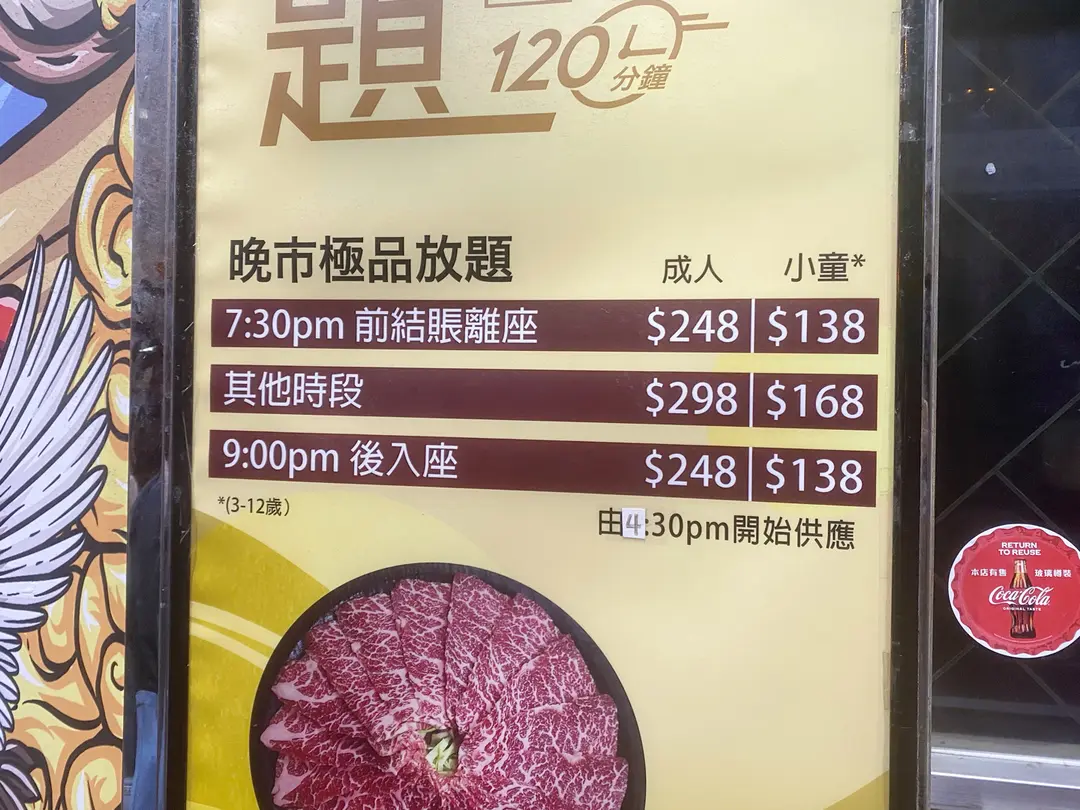 題
120
分鐘
晚市極品放題 成人 小童*
7:30pm 前結賬離座 $248 $138
其他時段 $298 $168
9:00pm 後入座 $248 $138
*(3-12歲)
由4:30pm開始供應
RETURN
TO REUSE
本店有售 玻璃樽裝
Coca-Cola
ORIGINAL TASTE